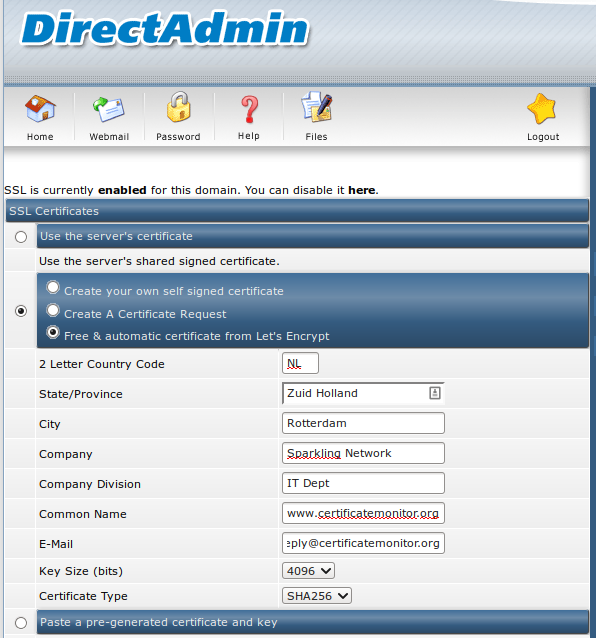 DirectAdmin
Home Webmail Password Help Files Logout
SSL is currently enabled for this domain. You can disable it here.
SSL Certificates
Use the server's certificate
Use the server's shared signed certificate.
Create your own self signed certificate
Create A Certificate Request
Free & automatic certificate from Let's Encrypt
2 Letter Country Code NL
State/Province Zuid Holland
City Rotterdam
Company Sparkling Network
Company Division IT Dept
Common Name www.certificatemonitor.org
E-Mail eply@certificatemonitor.org
Key Size (bits) 4096
Certificate Type SHA256
Paste a pre-generated certificate and key